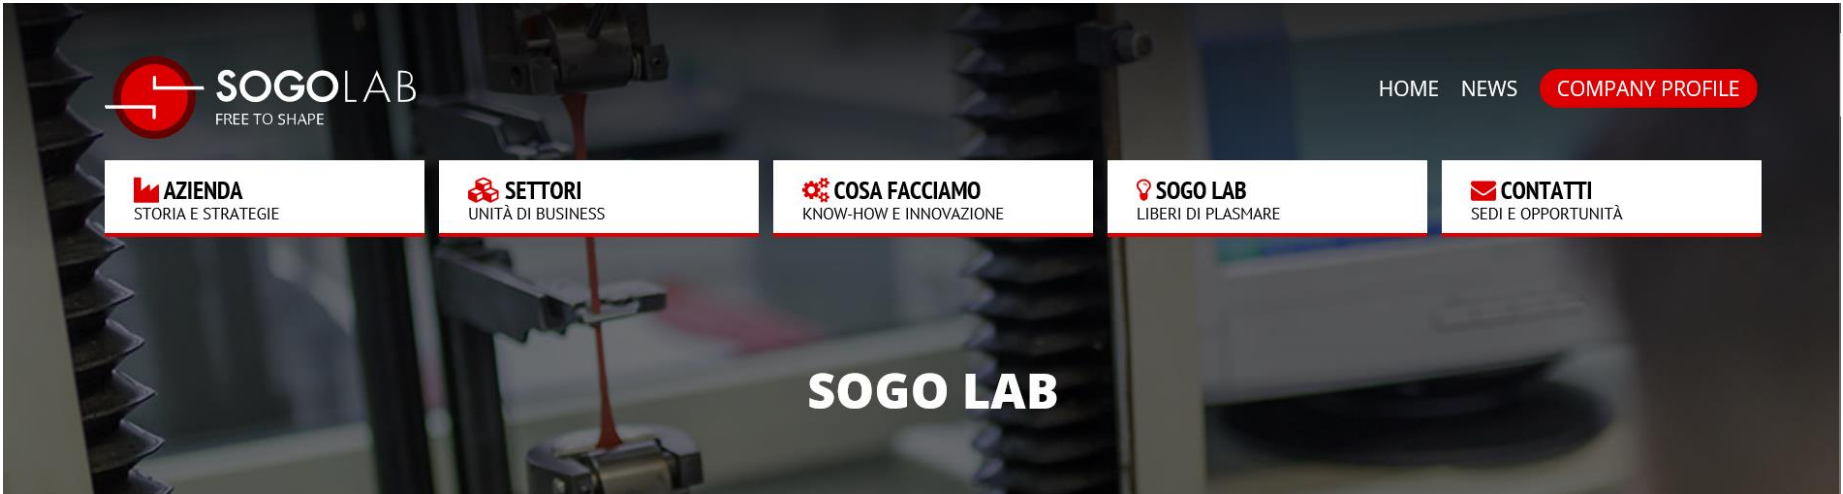 SOGOLAB
FREE TO SHAPE
HOME NEWS COMPANY PROFILE
AZIENDA
STORIA E STRATEGIE
SETTORI
UNITÀ DI BUSINESS
COSA FACCIAMO
KNOW-HOW E INNOVAZIONE
SOGO LAB
LIBERI DI PLASMARE
CONTATTI
SEDI E OPPORTUNITÀ
SOGO LAB